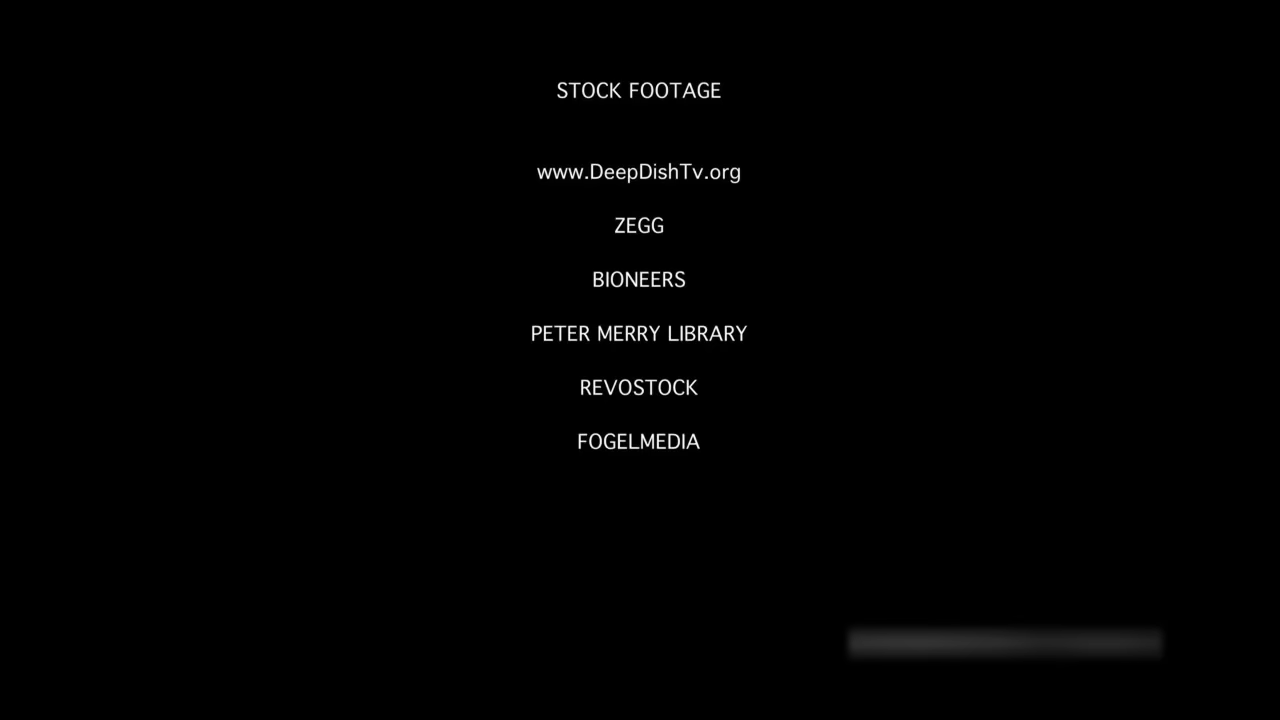 STOCK FOOTAGE
www.DeepDishTv.org
ZEGG
BIONEERS
PETER MERRY LIBRARY
REVOSTOCK
FOGELMEDIA